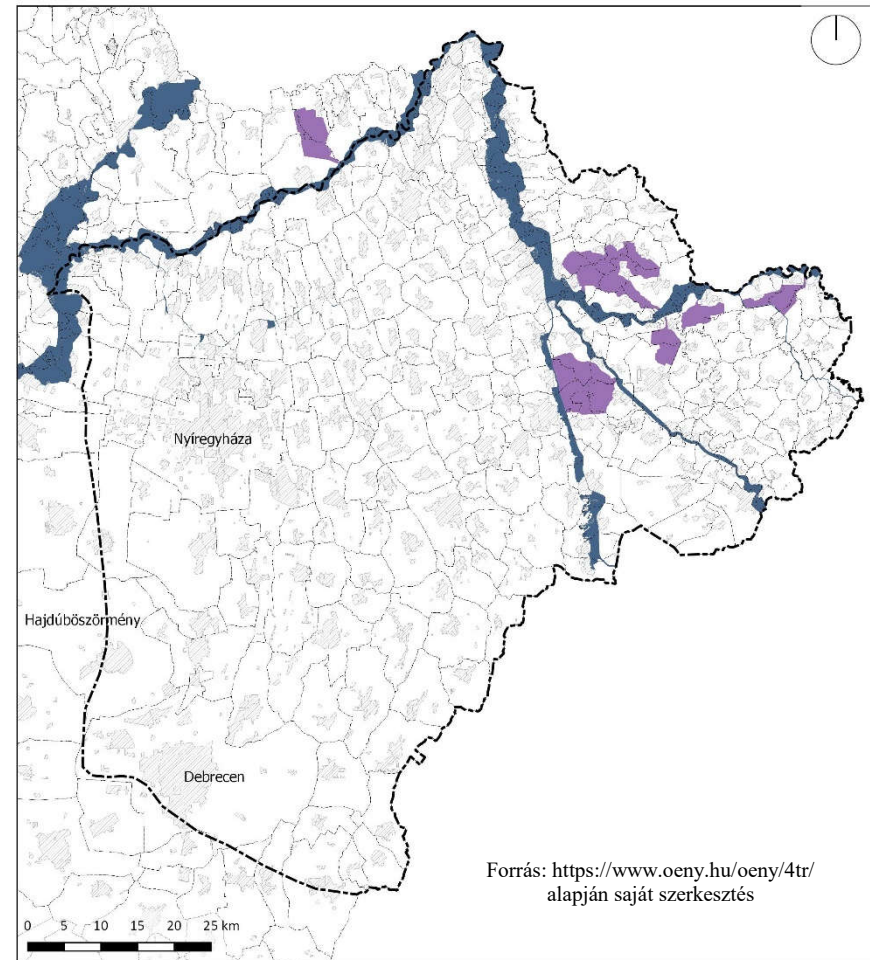 Nyíregyháza
Hajdúböszörmény
Debrecen
Forrás: https://www.oeny.hu/oeny/4tr/
alapján saját szerkesztés
0 5 10 15 20 25 km